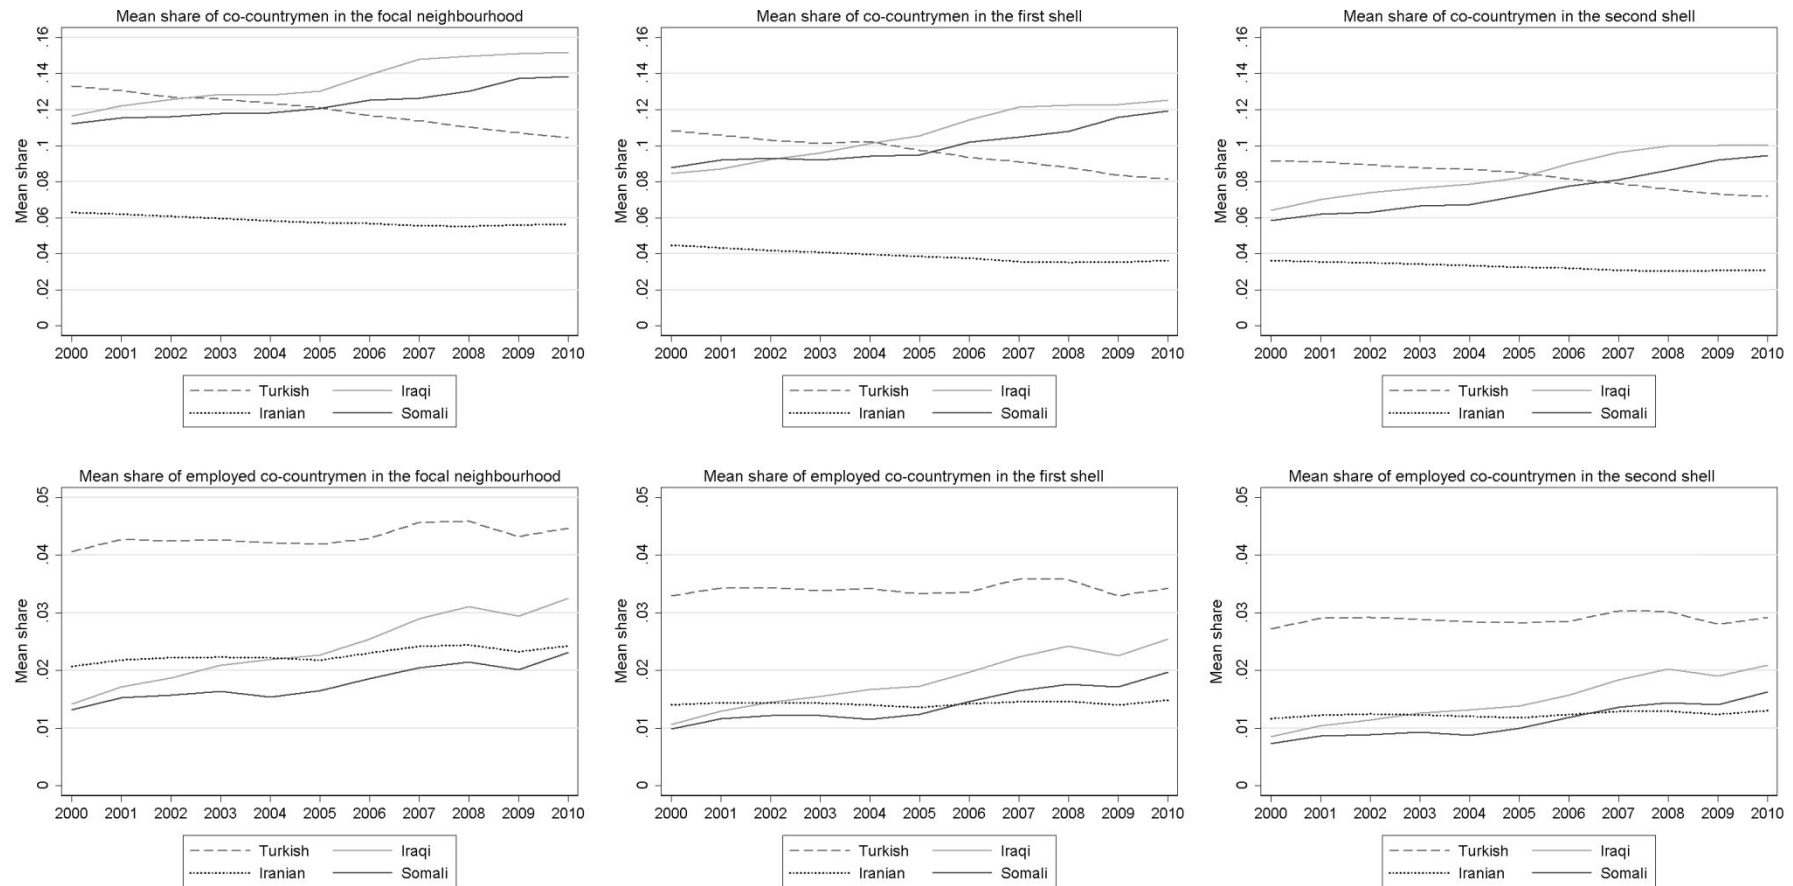 Mean share of co-countrymen in the focal neighbourhood
Mean share
.16
.14
.12
.1
.08
.06
.04
.02
0
2000 2001 2002 2003 2004 2005 2006 2007 2008 2009 2010
Turkish Iraqi
Iranian Somali
Mean share of co-countrymen in the first shell
Mean share
.16
.14
.12
.1
.08
.06
.04
.02
0
2000 2001 2002 2003 2004 2005 2006 2007 2008 2009 2010
Turkish Iraqi
Iranian Somali
Mean share of co-countrymen in the second shell
Mean share
.16
.14
.12
.1
.08
.06
.04
.02
0
2000 2001 2002 2003 2004 2005 2006 2007 2008 2009 2010
Turkish Iraqi
Iranian Somali
Mean share of employed co-countrymen in the focal neighbourhood
Mean share
.05
.04
.03
.02
.01
0
2000 2001 2002 2003 2004 2005 2006 2007 2008 2009 2010
Turkish Iraqi
Iranian Somali
Mean share of employed co-countrymen in the first shell
Mean share
.05
.04
.03
.02
.01
0
2000 2001 2002 2003 2004 2005 2006 2007 2008 2009 2010
Turkish Iraqi
Iranian Somali
Mean share of employed co-countrymen in the second shell
Mean share
.05
.04
.03
.02
.01
0
2000 2001 2002 2003 2004 2005 2006 2007 2008 2009 2010
Turkish Iraqi
Iranian Somali